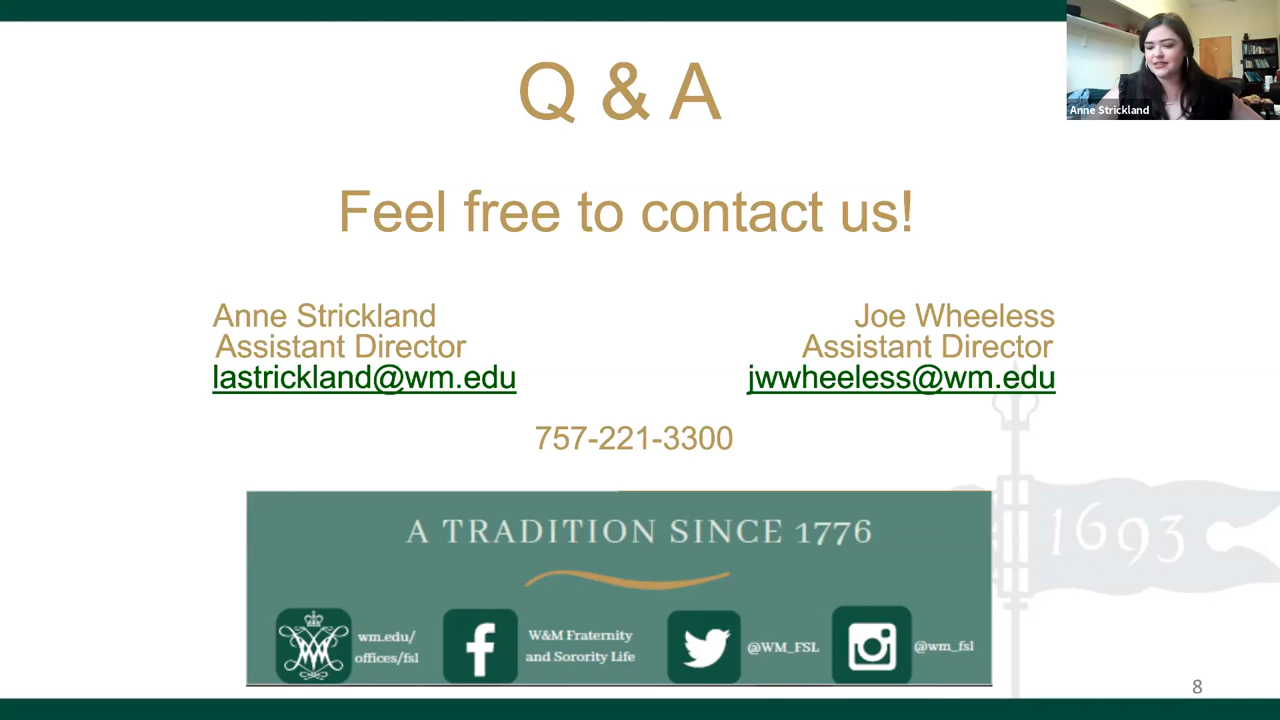 Q & A
Anne Strickland
Feel free to contact us!
Anne Strickland
Assistant Director
lastrickland@wm.edu
Joe Wheeless
Assistant Director
jwwheeless@wm.edu
757-221-3300
1693
A TRADITION SINCE 1776
wm.edu/
offices/fsl
W&M Fraternity
and Sorority Life
@WM_FSL
@wm_fsl
8